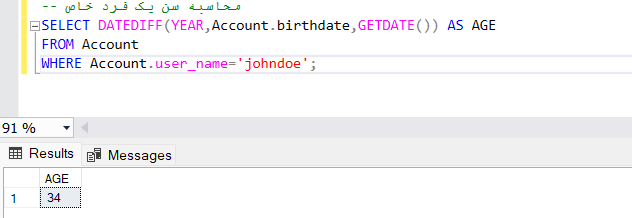 -- محاسبه سن یک فرد خاص
SELECT DATEDIFF(YEAR,Account.birthdate,GETDATE()) AS AGE
FROM Account
WHERE Account.user_name='johndoe';
91 %
Results Messages
AGE
1 34